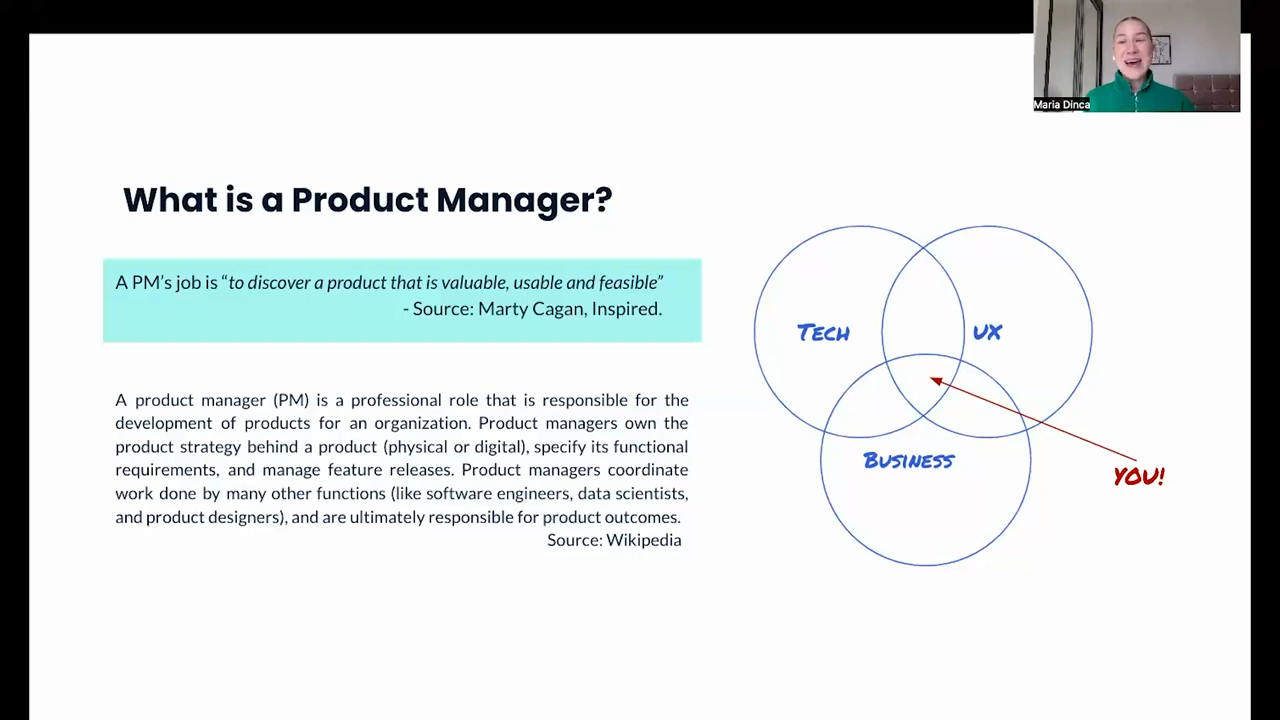 Maria Dinca
What is a Product Manager?
A PM's job is “to discover a product that is valuable, usable and feasible”
- Source: Marty Cagan, Inspired.
A product manager (PM) is a professional role that is responsible for the
development of products for an organization. Product managers own the
product strategy behind a product (physical or digital), specify its functional
requirements, and manage feature releases. Product managers coordinate
work done by many other functions (like software engineers, data scientists,
and product designers), and are ultimately responsible for product outcomes.
Source: Wikipedia
Tech
UX
Business
YOU!